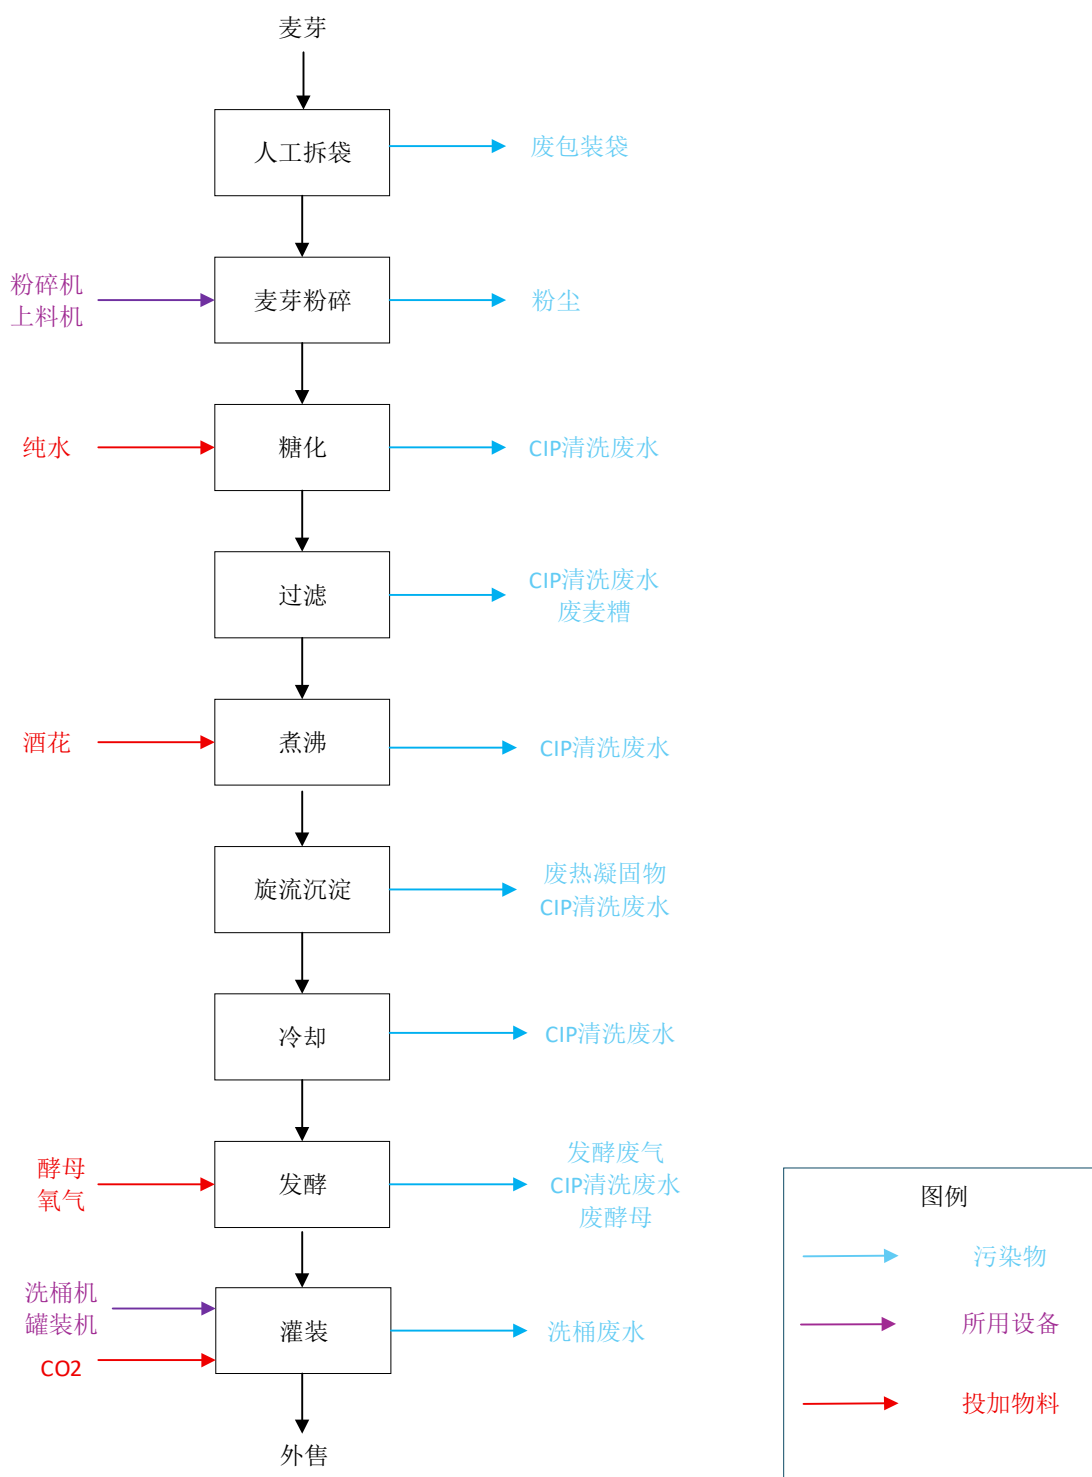 麦芽
人工拆袋
废包装袋
粉碎机
上料机
麦芽粉碎
粉尘
纯水
糖化
CIP清洗废水
过滤
CIP清洗废水
废麦糟
酒花
煮沸
CIP清洗废水
旋流沉淀
废热凝固物
CIP清洗废水
冷却
CIP清洗废水
酵母
氧气
发酵
发酵废气
CIP清洗废水
废酵母
洗桶机
罐装机
CO2
灌装
洗桶废水
外售
图例
污染物
所用设备
投加物料